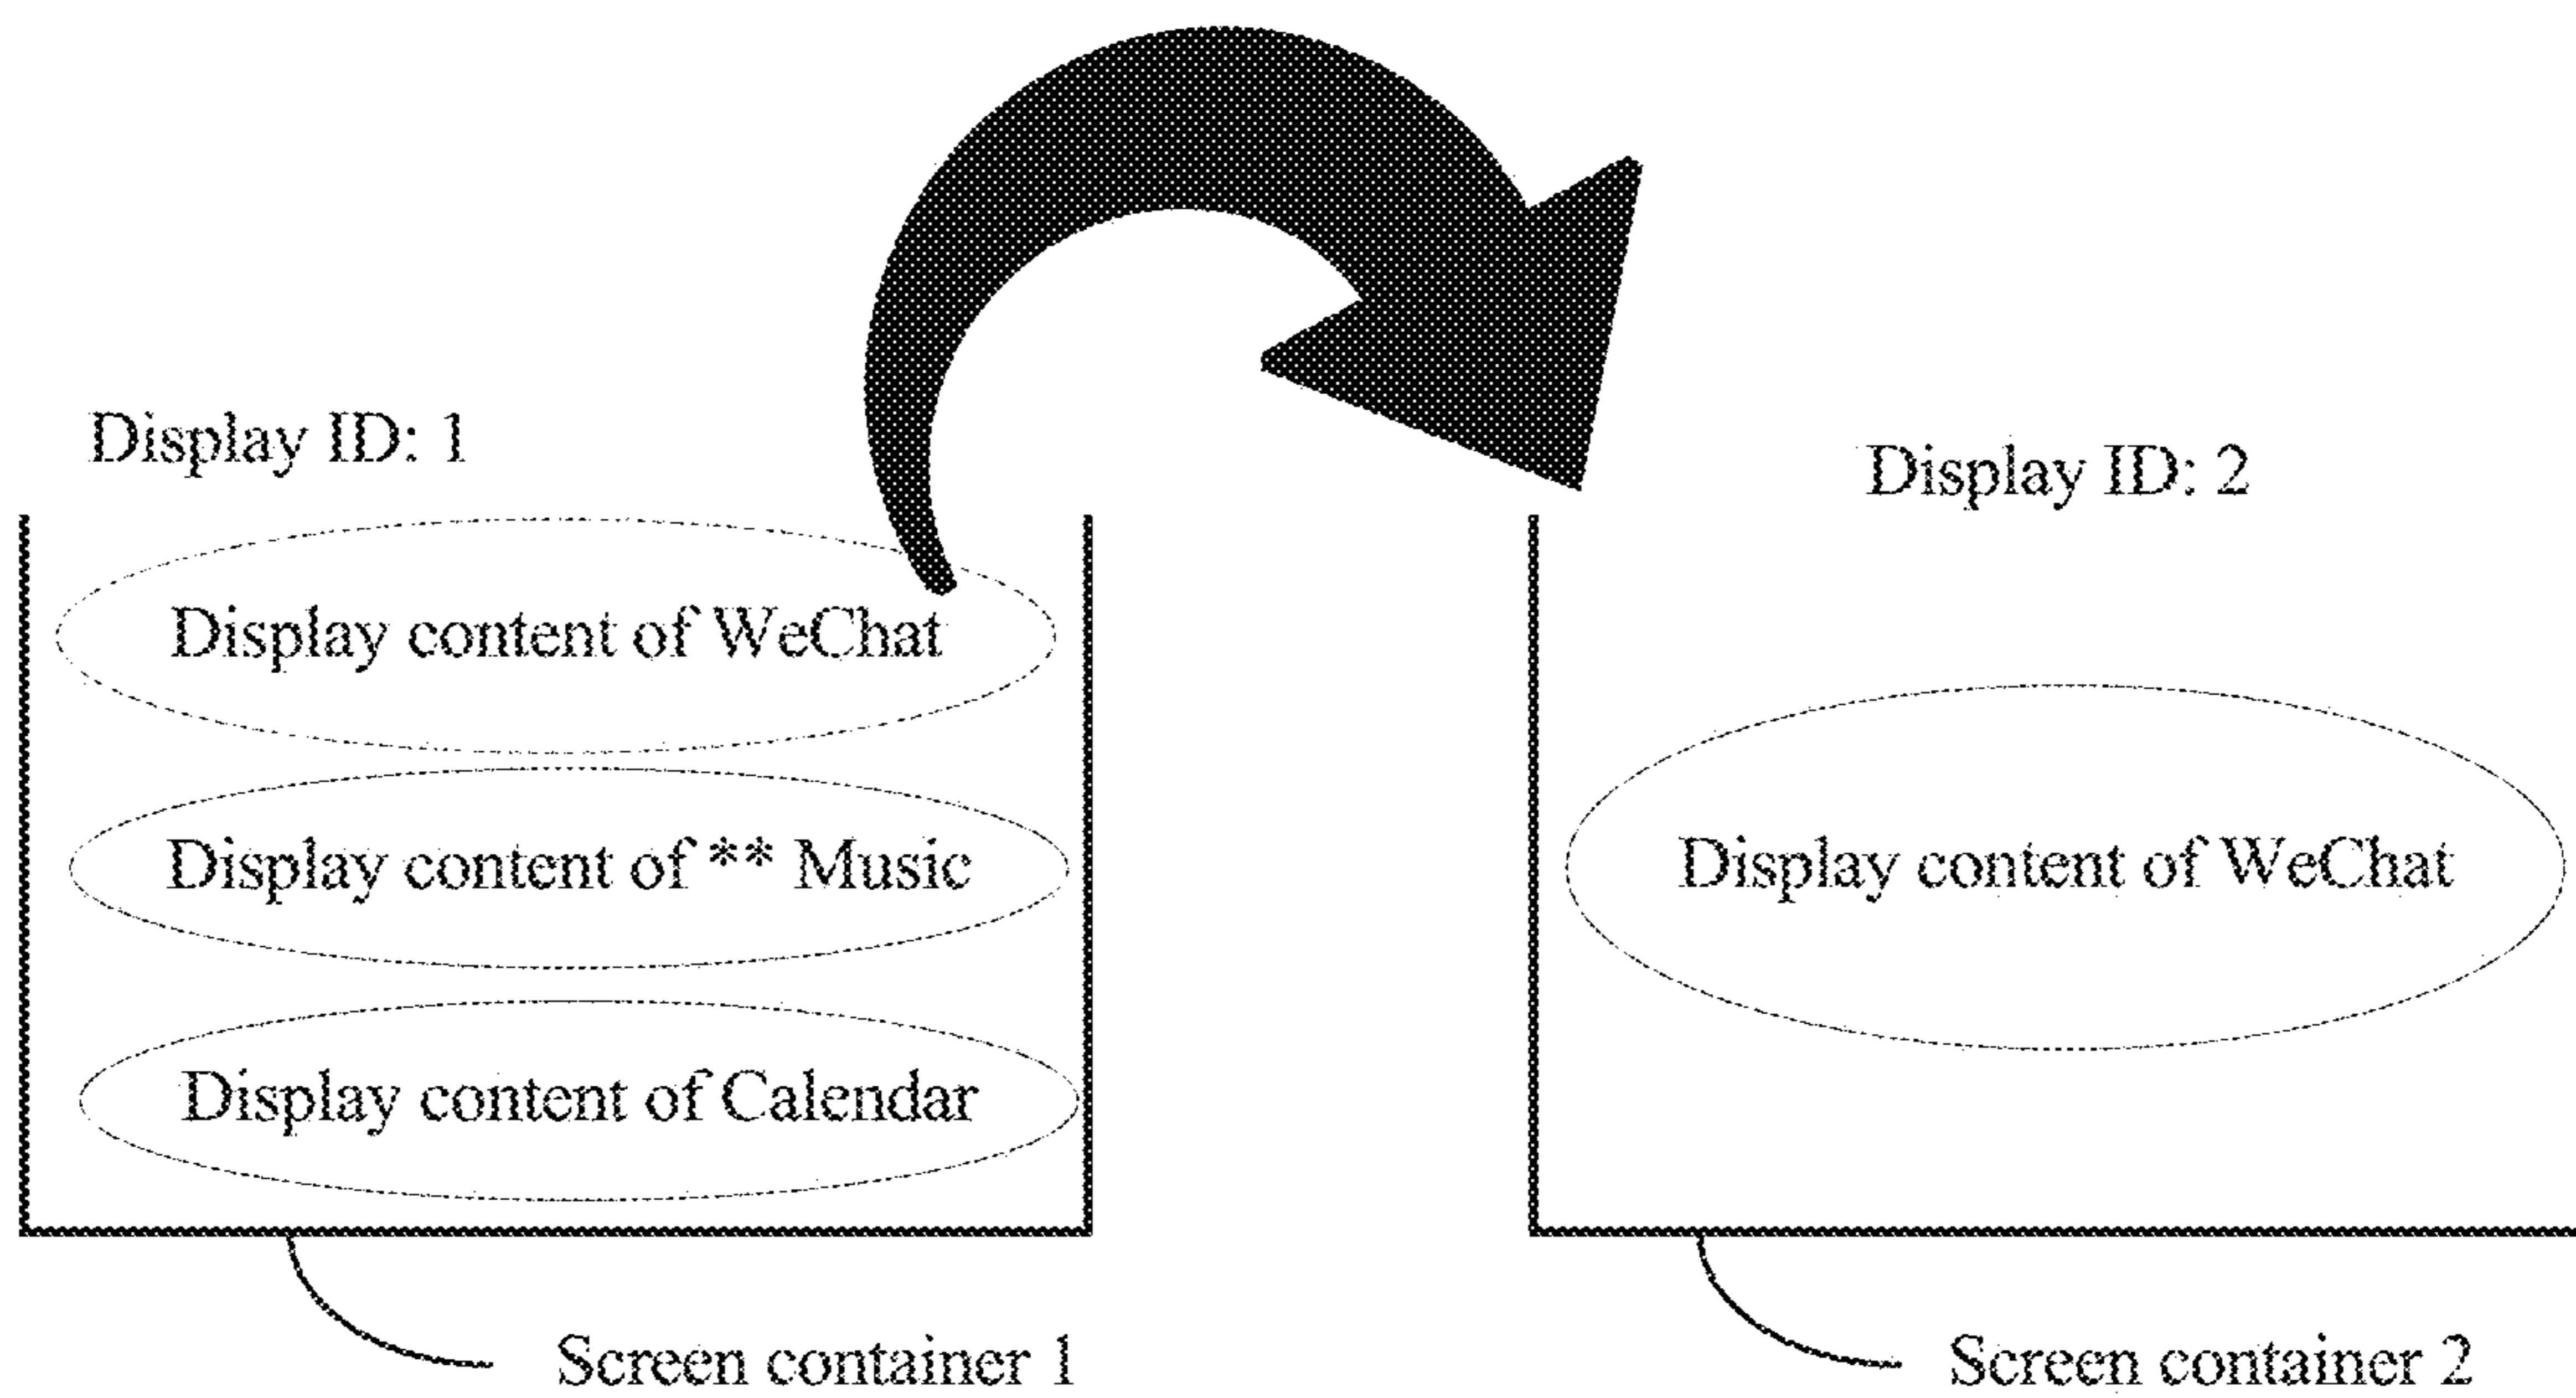 Display ID: 1
Display content of WeChat
Display content of ** Music
Display content of Calendar
Screen container 1
Display ID: 2
Display content of WeChat
Screen container 2